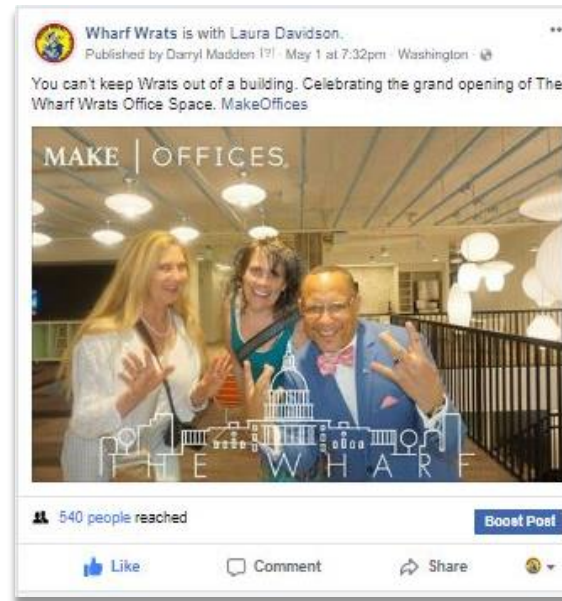 Wharf Wrats is with Laura Davidson.
Published by Darryl Madden [?] · May 1 at 7:32pm · Washington ·
You can't keep Wrats out of a building. Celebrating the grand opening of The
Wharf Wrats Office Space. MakeOffices
MAKE | OFFICES
THE WHARF
540 people reached
Boost Post
Like Comment Share